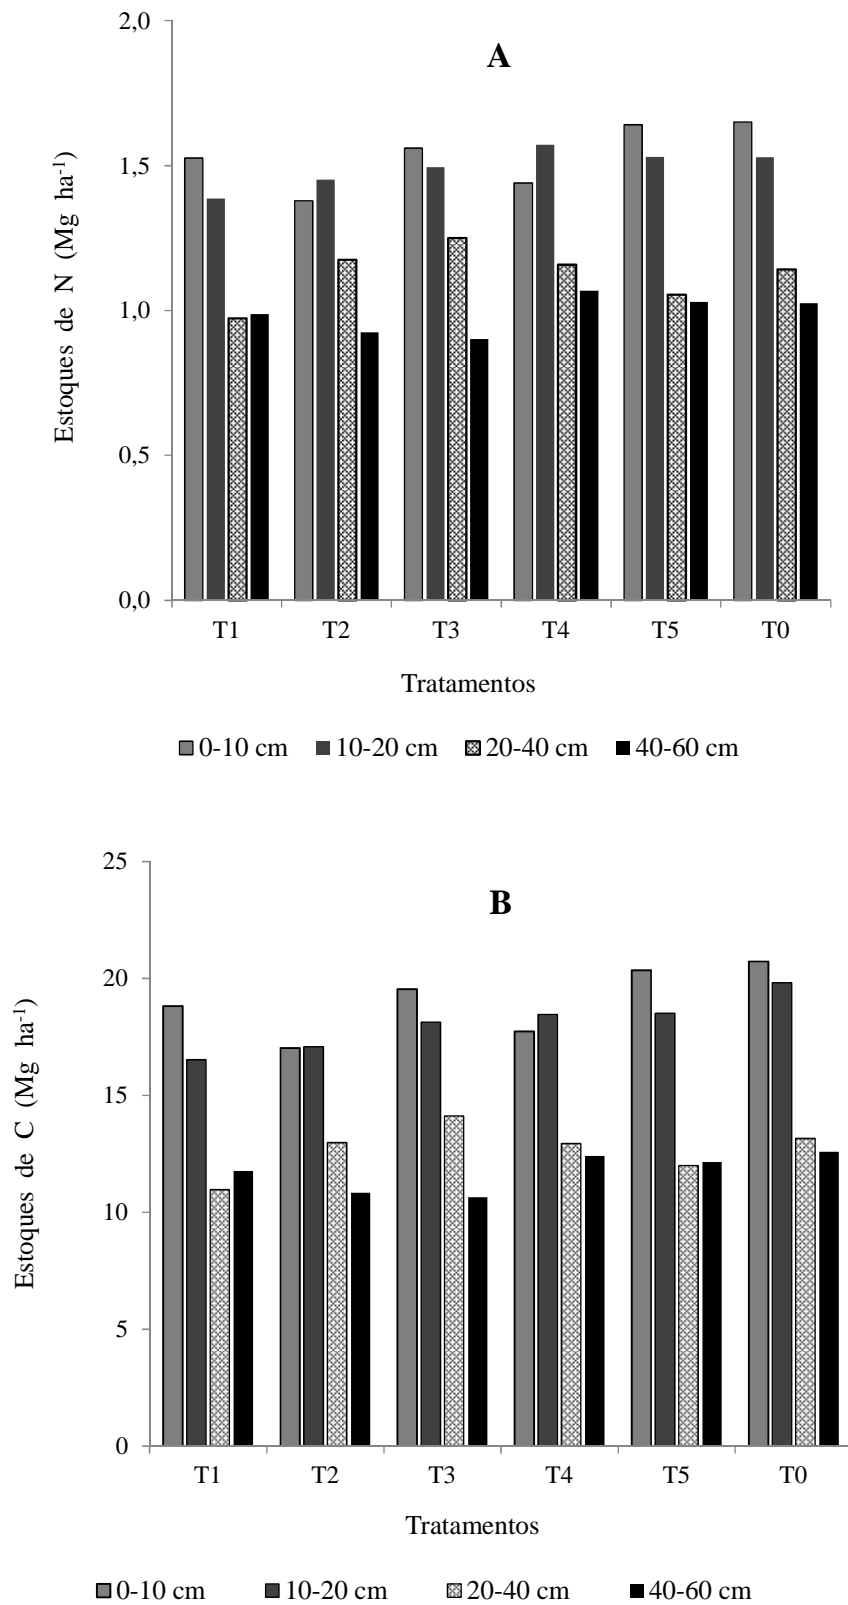 A
Estoques de N (Mg ha⁻¹)
2,0
1,5
1,0
0,5
0,0
T1 T2 T3 T4 T5 T0
Tratamentos
0-10 cm 10-20 cm 20-40 cm 40-60 cm
B
Estoques de C (Mg ha⁻¹)
25
20
15
10
5
0
T1 T2 T3 T4 T5 T0
Tratamentos
0-10 cm 10-20 cm 20-40 cm 40-60 cm